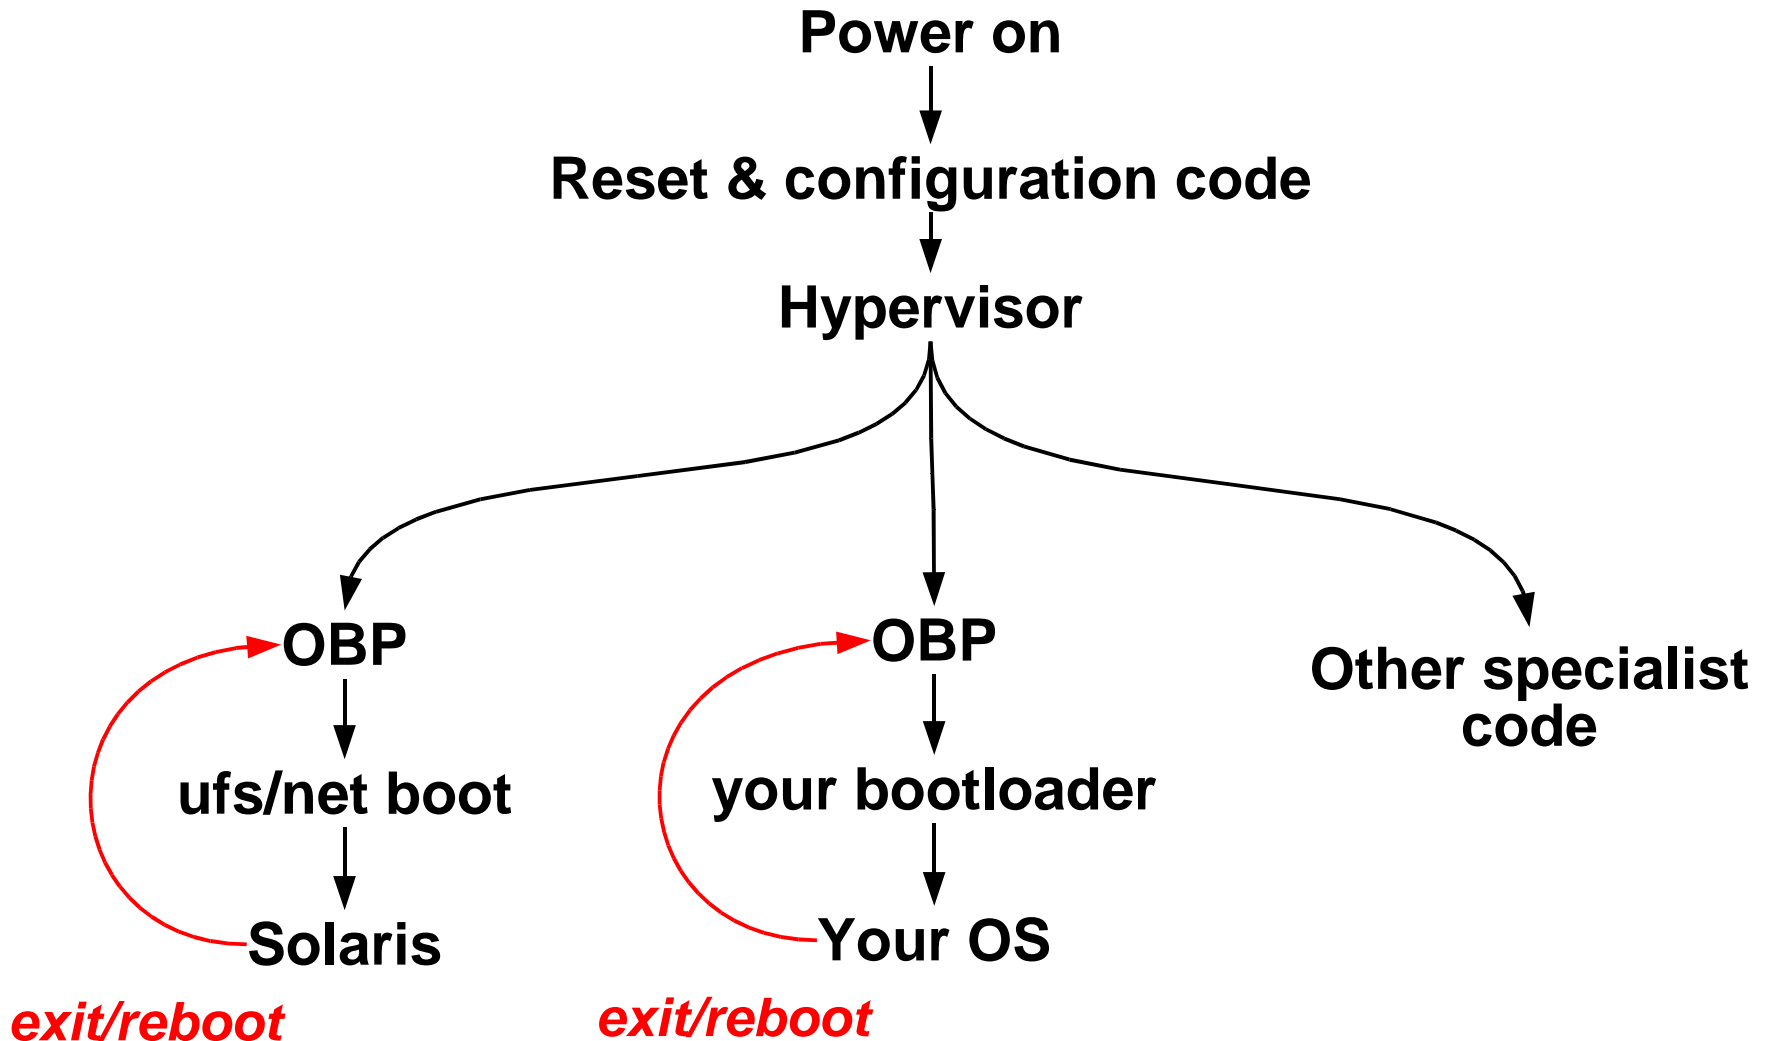 Power on
Reset & configuration code
Hypervisor
OBP
OBP
Other specialist
code
ufs/net boot
your bootloader
Solaris
Your OS
exit/reboot
exit/reboot